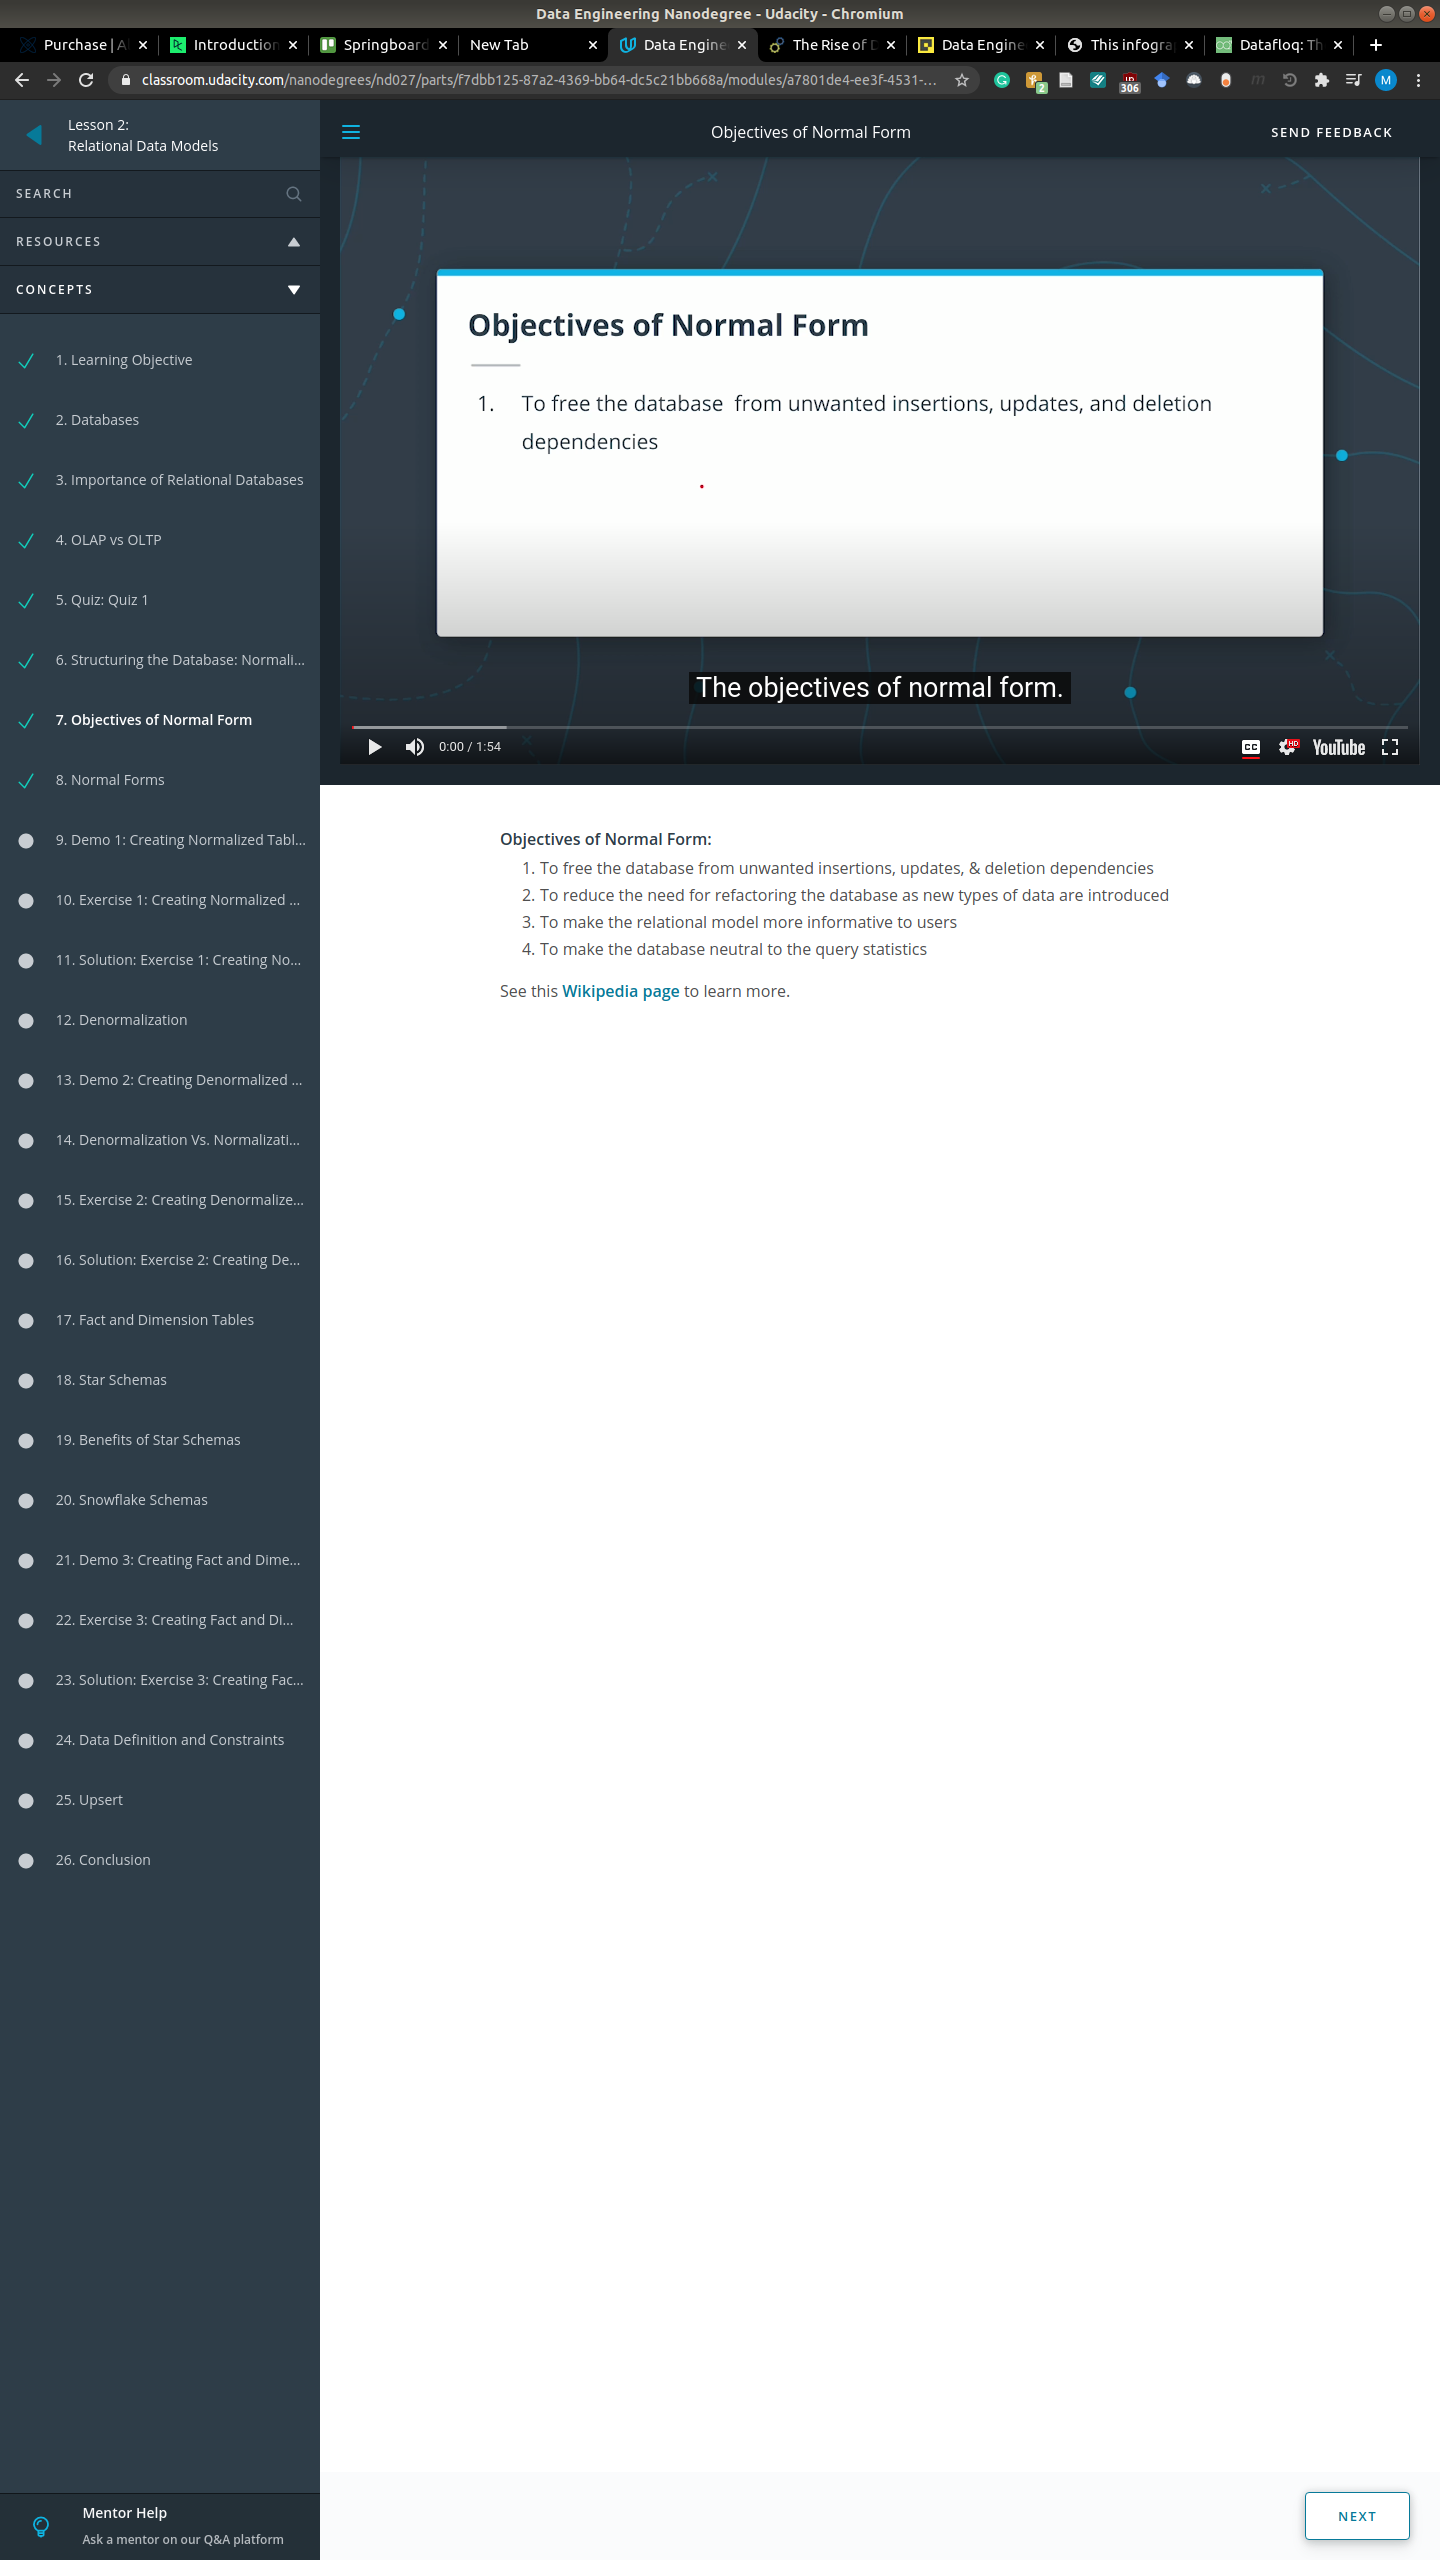 Data Engineering Nanodegree - Udacity - Chromium
Purchase | A
Introduction
Springboard
New Tab
Data Engine
The Rise of D
Data Engine
This infogra
Datafloq: Th
classroom.udacity.com/nanodegrees/nd027/parts/f7dbb125-87a2-4369-bb64-dc5c21bb668a/modules/a7801de4-ee3f-4531-...
2
306
M
Lesson 2:
Relational Data Models
SEARCH
RESOURCES
CONCEPTS
1. Learning Objective
2. Databases
3. Importance of Relational Databases
4. OLAP vs OLTP
5. Quiz: Quiz 1
6. Structuring the Database: Normali...
7. Objectives of Normal Form
8. Normal Forms
9. Demo 1: Creating Normalized Tabl...
10. Exercise 1: Creating Normalized ...
11. Solution: Exercise 1: Creating No...
12. Denormalization
13. Demo 2: Creating Denormalized ...
14. Denormalization Vs. Normalizati...
15. Exercise 2: Creating Denormalize...
16. Solution: Exercise 2: Creating De...
17. Fact and Dimension Tables
18. Star Schemas
19. Benefits of Star Schemas
20. Snowflake Schemas
21. Demo 3: Creating Fact and Dime...
22. Exercise 3: Creating Fact and Di...
23. Solution: Exercise 3: Creating Fac...
24. Data Definition and Constraints
25. Upsert
26. Conclusion
Mentor Help
Ask a mentor on our Q&A platform
Objectives of Normal Form
SEND FEEDBACK
Objectives of Normal Form
1. To free the database from unwanted insertions, updates, and deletion
dependencies
The objectives of normal form.
0:00 / 1:54
CC
HD
YouTube
Objectives of Normal Form:
1. To free the database from unwanted insertions, updates, & deletion dependencies
2. To reduce the need for refactoring the database as new types of data are introduced
3. To make the relational model more informative to users
4. To make the database neutral to the query statistics
See this Wikipedia page to learn more.
NEXT